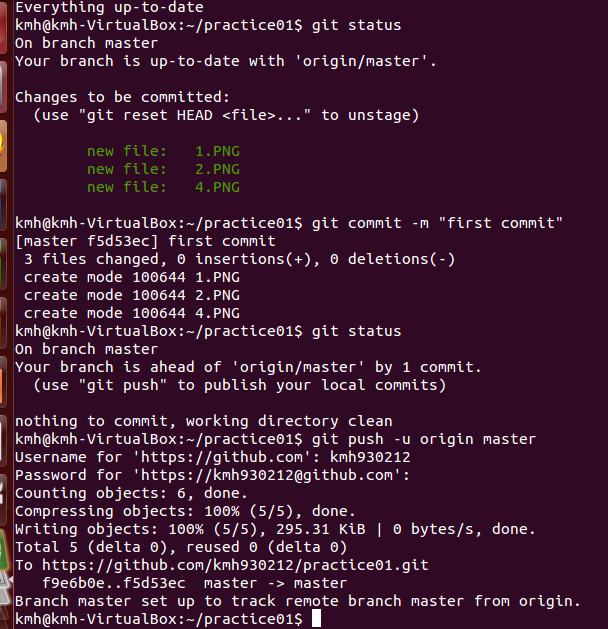 Everything up-to-date
kmh@kmh-VirtualBox:~/practice01$ git status
On branch master
Your branch is up-to-date with 'origin/master'.
Changes to be committed:
  (use "git reset HEAD <file>..." to unstage)
        new file:   1.PNG
        new file:   2.PNG
        new file:   4.PNG
kmh@kmh-VirtualBox:~/practice01$ git commit -m "first commit"
[master f5d53ec] first commit
 3 files changed, 0 insertions(+), 0 deletions(-)
 create mode 100644 1.PNG
 create mode 100644 2.PNG
 create mode 100644 4.PNG
kmh@kmh-VirtualBox:~/practice01$ git status
On branch master
Your branch is ahead of 'origin/master' by 1 commit.
  (use "git push" to publish your local commits)
nothing to commit, working directory clean
kmh@kmh-VirtualBox:~/practice01$ git push -u origin master
Username for 'https://github.com': kmh930212
Password for 'https://kmh930212@github.com':
Counting objects: 6, done.
Compressing objects: 100% (5/5), done.
Writing objects: 100% (5/5), 295.31 KiB | 0 bytes/s, done.
Total 5 (delta 0), reused 0 (delta 0)
To https://github.com/kmh930212/practice01.git
   f9e6b0e..f5d53ec  master -> master
Branch master set up to track remote branch master from origin.
kmh@kmh-VirtualBox:~/practice01$